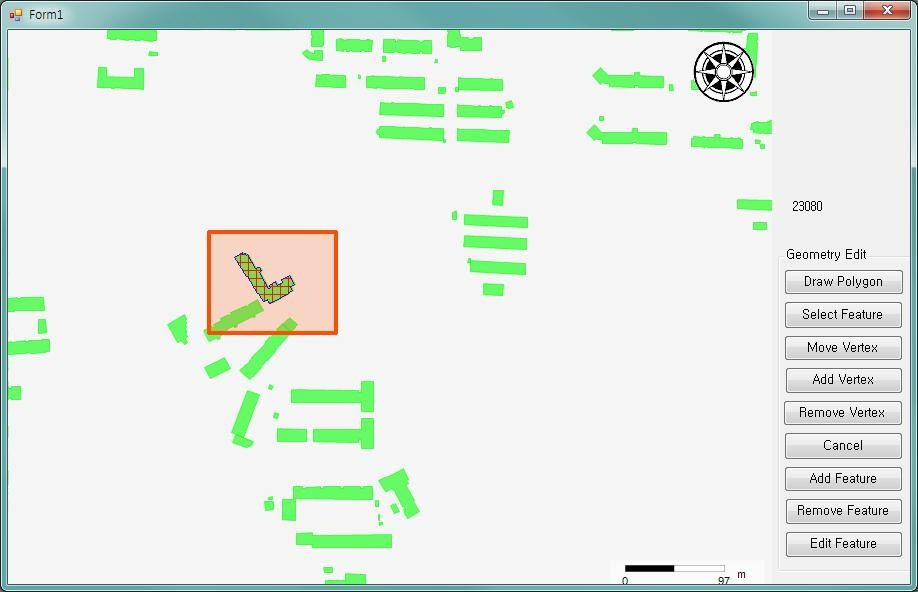 Form1
23080
Geometry Edit
Draw Polygon
Select Feature
Move Vertex
Add Vertex
Remove Vertex
Cancel
Add Feature
Remove Feature
Edit Feature
0 97 m